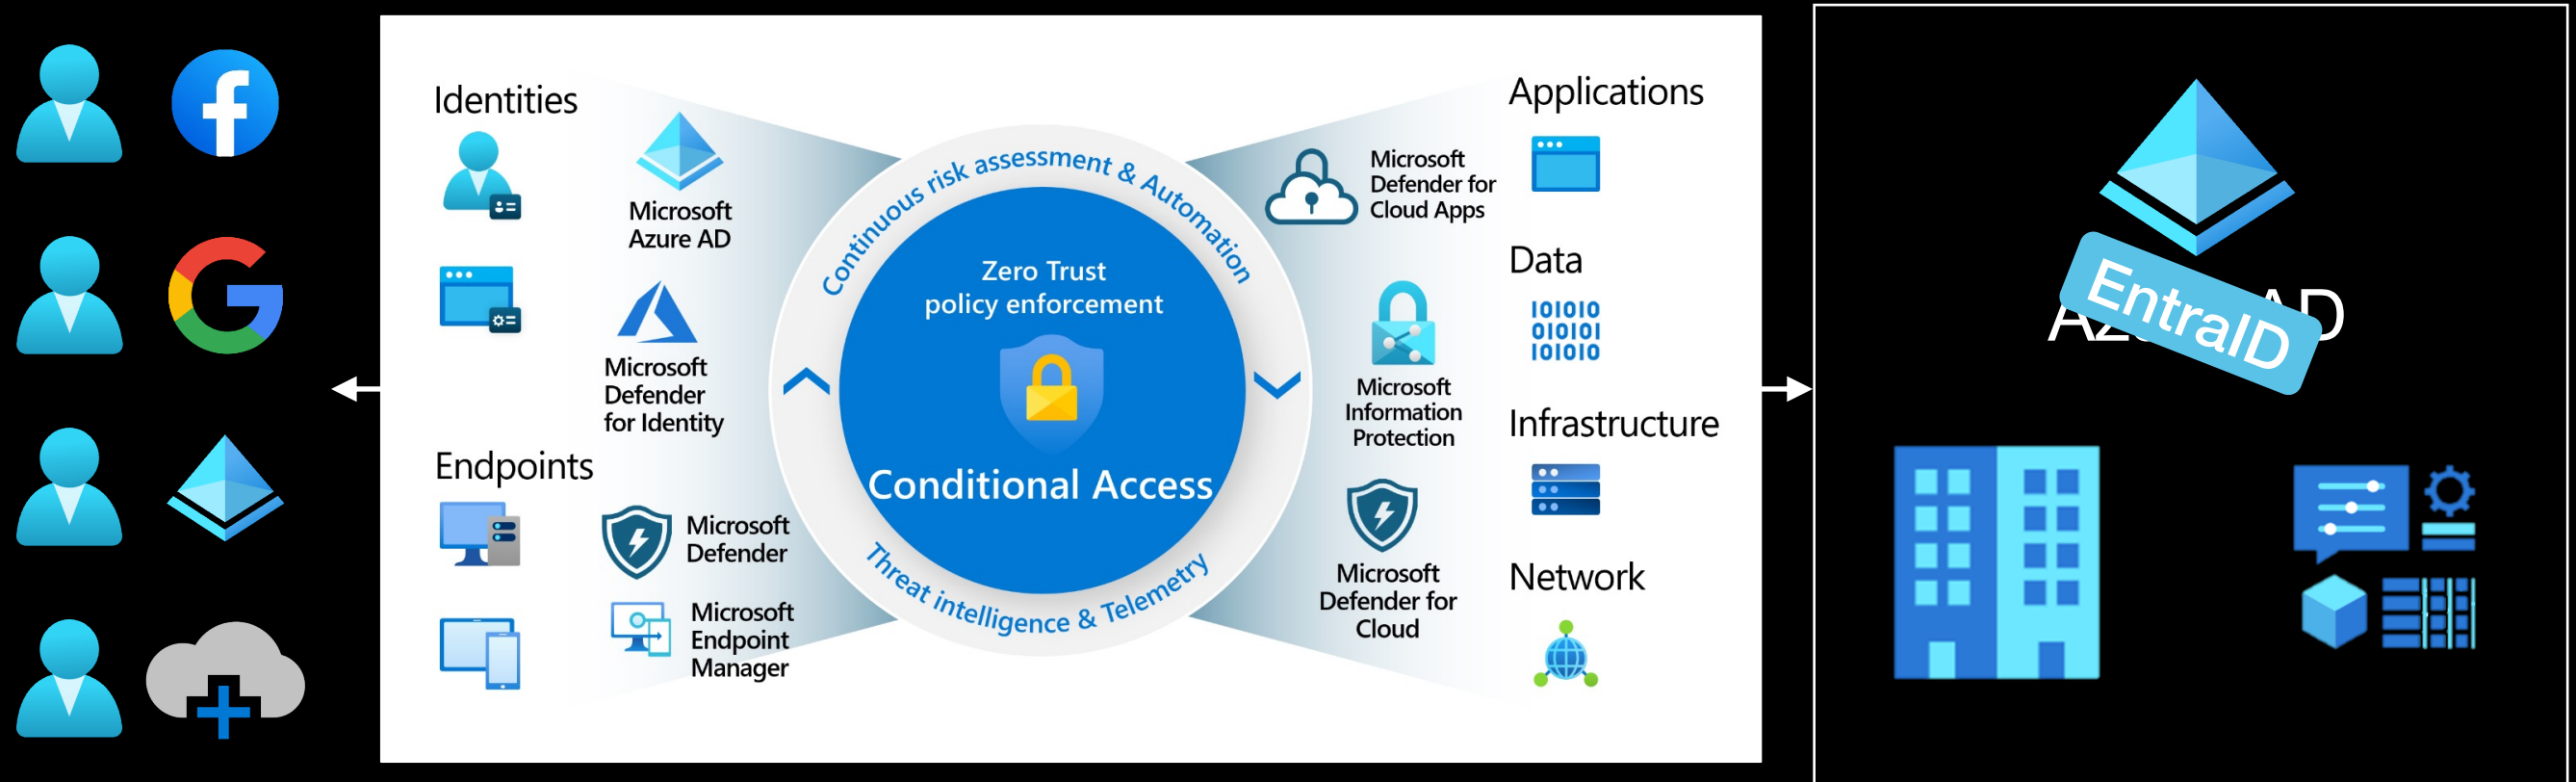 Identities
Microsoft
Azure AD
Microsoft
Defender
for Identity
Endpoints
Microsoft
Defender
Microsoft
Endpoint
Manager
Continuous risk assessment & Automation
Zero Trust
policy enforcement
Conditional Access
Threat intelligence & Telemetry
Applications
Microsoft
Defender for
Cloud Apps
Data
101010
010101
101010
Microsoft
Information
Protection
Infrastructure
Microsoft
Defender for
Cloud
Network
EntraID